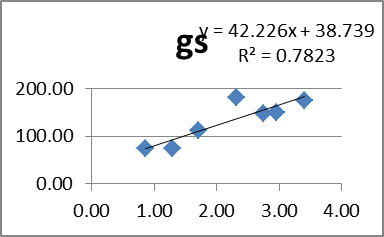 gs
y = 42.226x + 38.739
R² = 0.7823
200.00
100.00
0.00
0.00 1.00 2.00 3.00 4.00